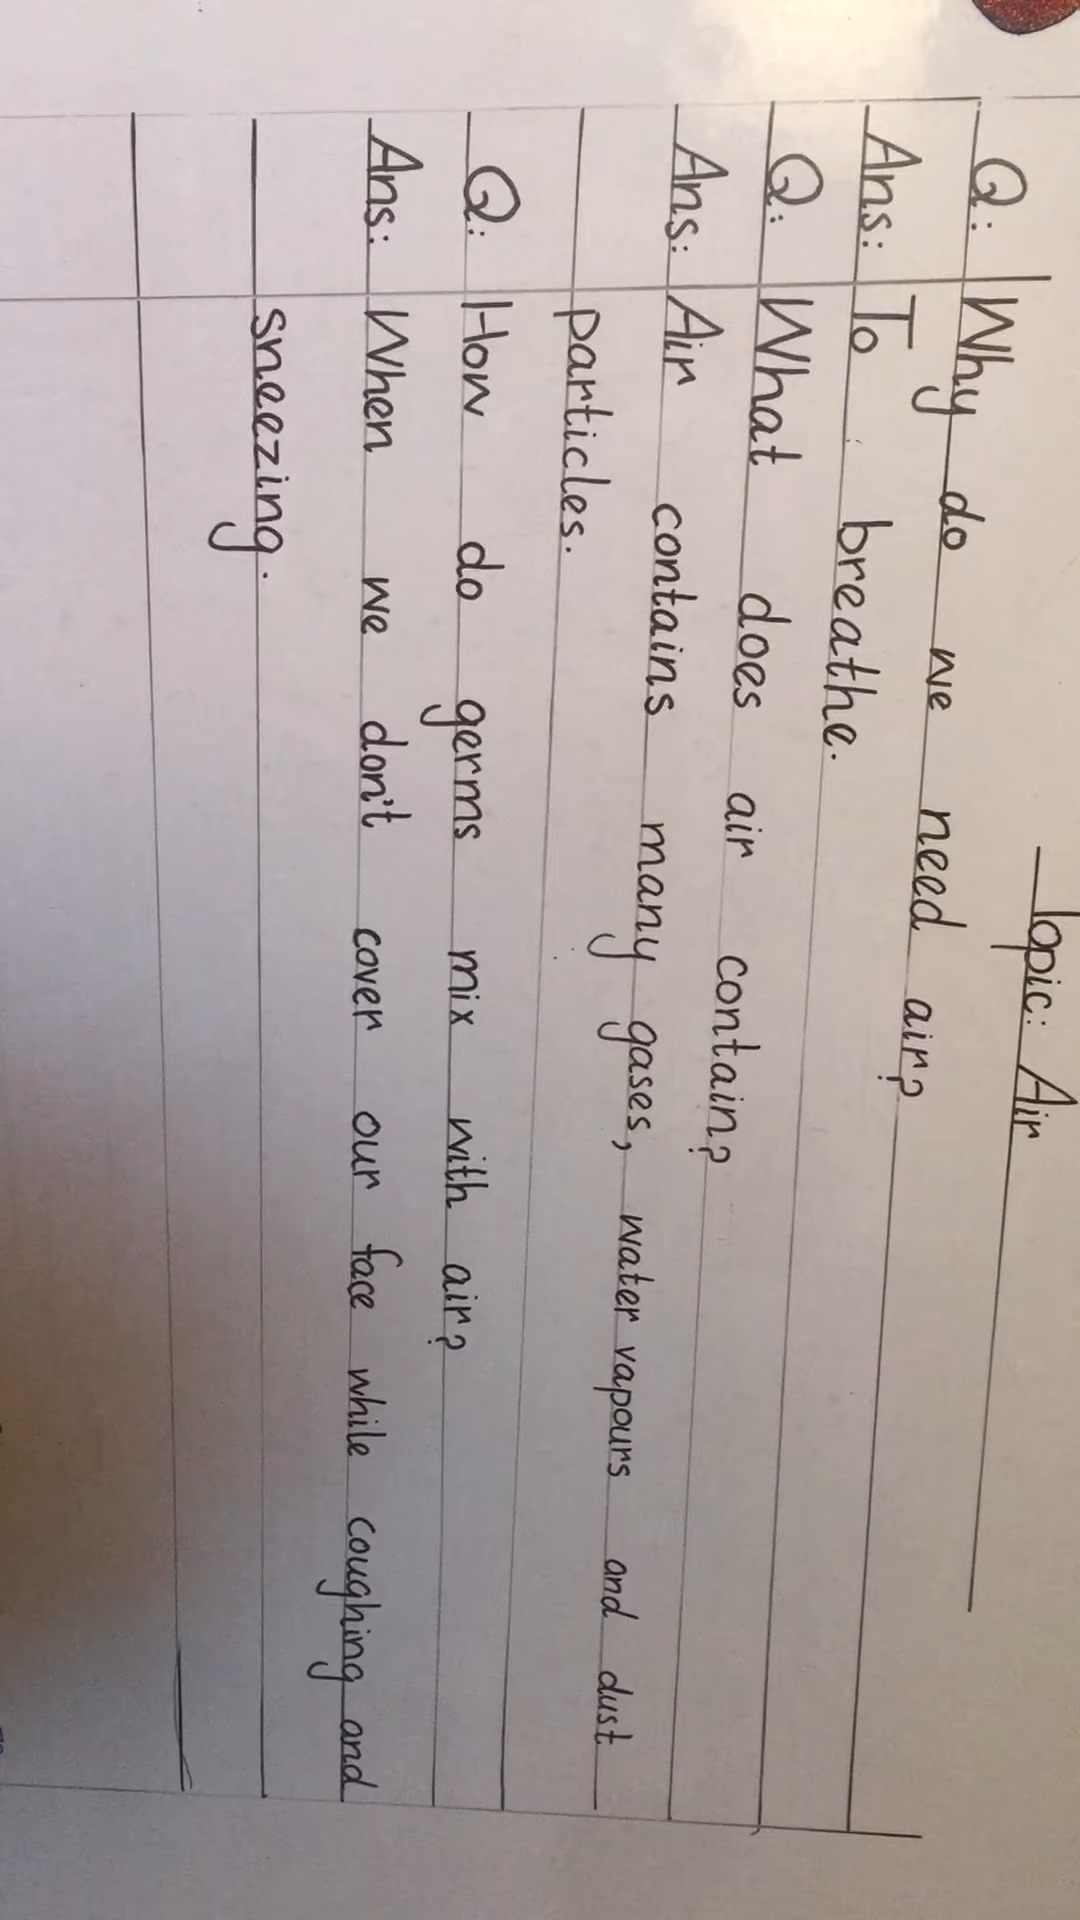 Topic: Air
Q: Why do we need air?
Ans: To breathe.
Q: What does air contain?
Ans: Air contains many gases, water vapours and dust
particles.
Q: How do germs mix with air?
Ans: When we don't cover our face while coughing and
sneezing.